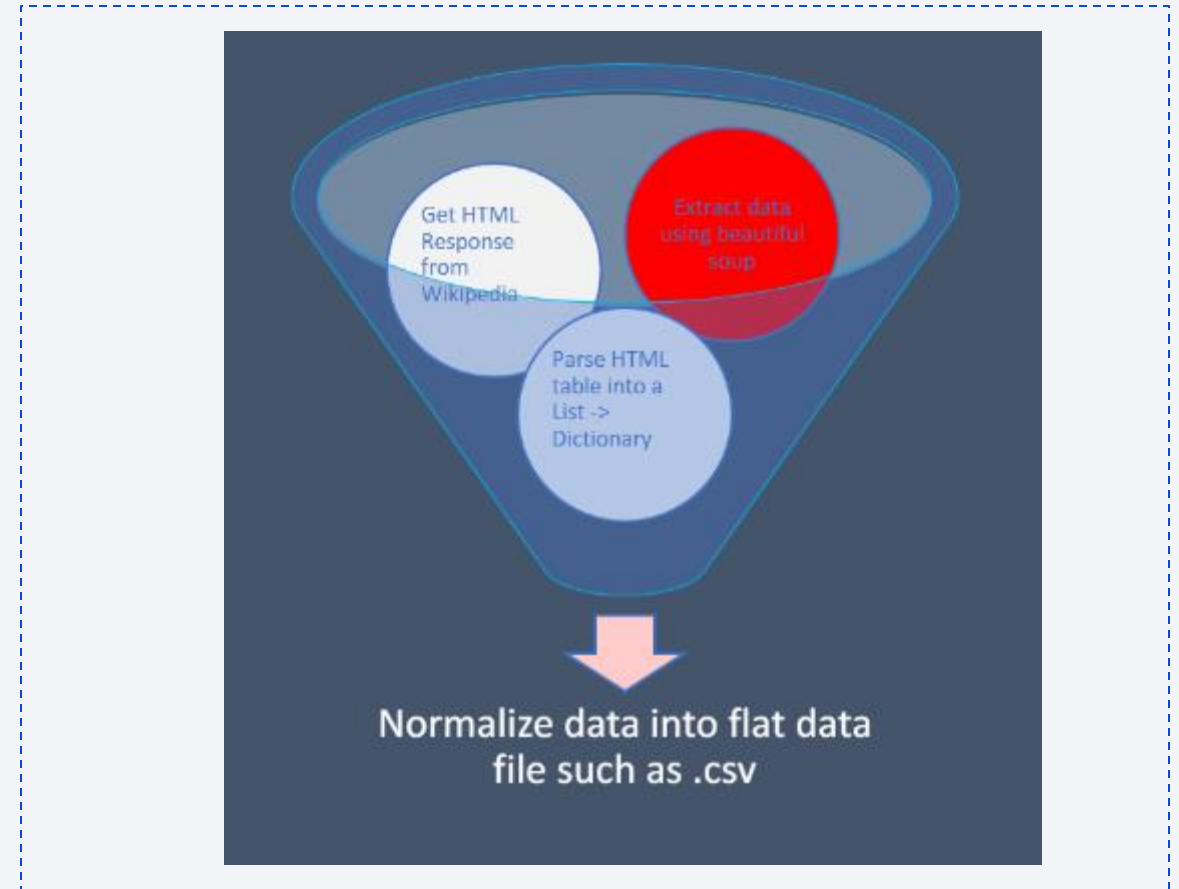 Get HTML
Response
from
Wikipedia
Extract data
using beautiful
soup
Parse HTML
table into a
List ->
Dictionary
Normalize data into flat data
file such as .csv